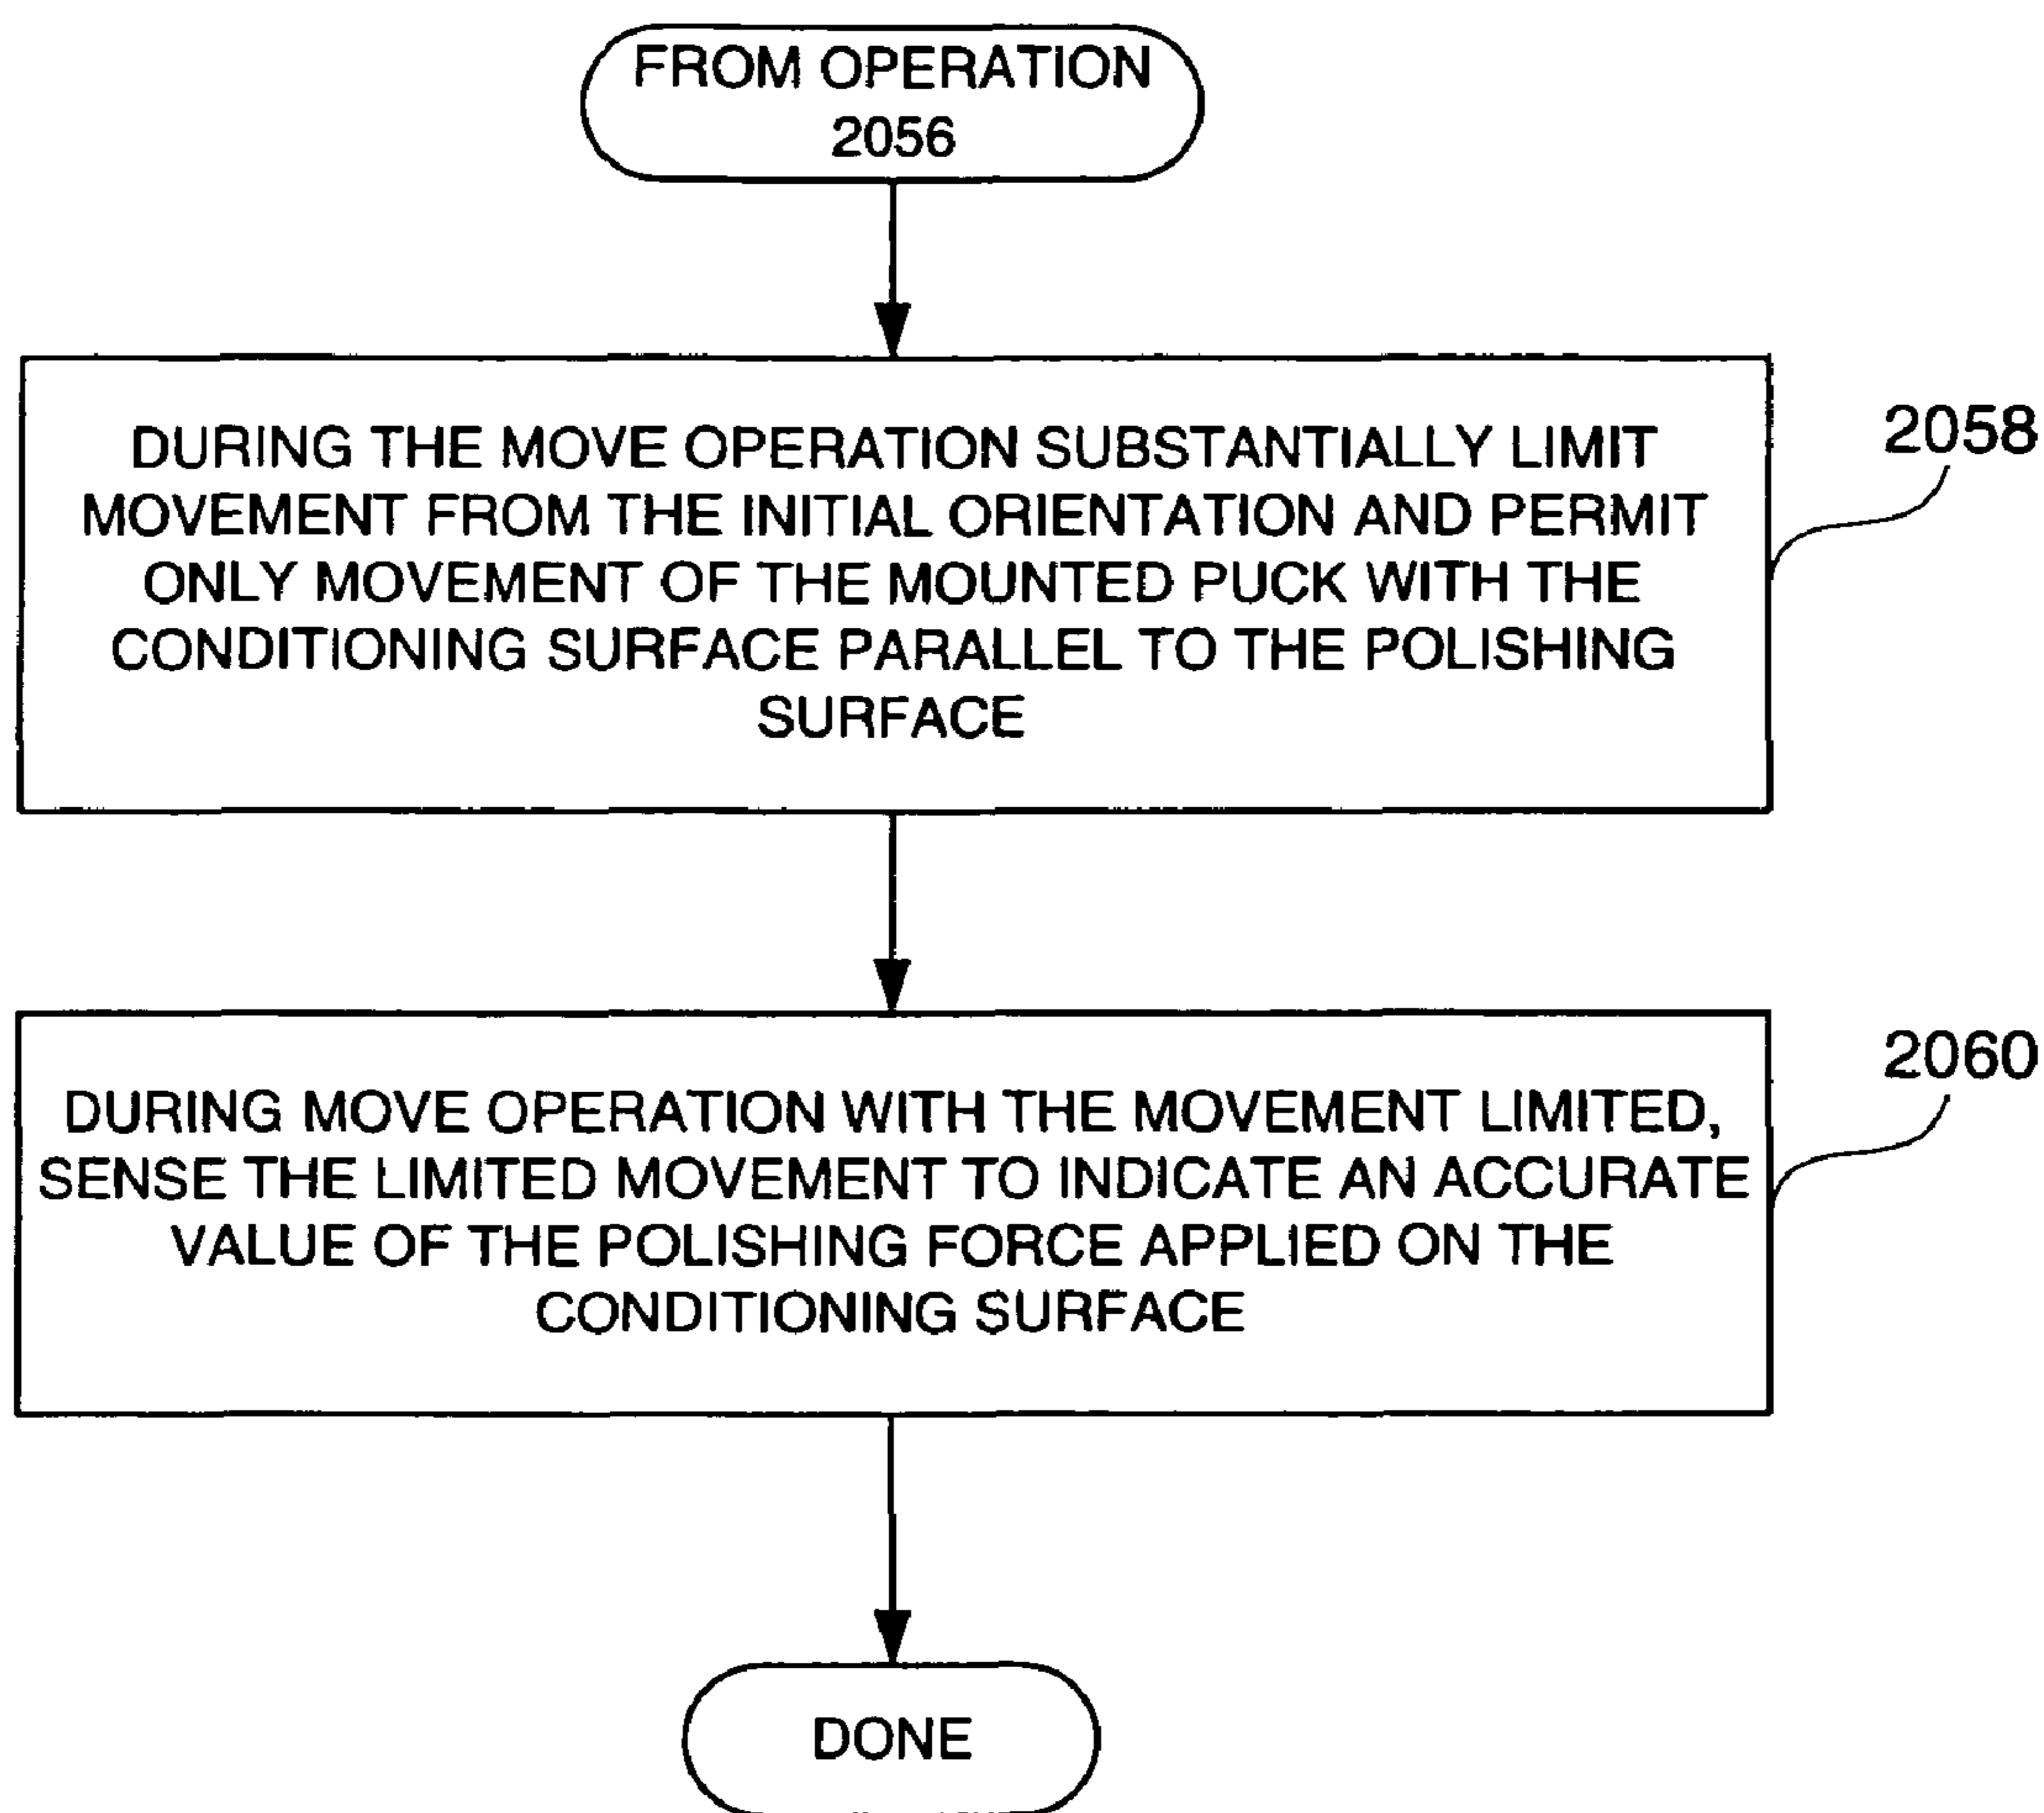 FROM OPERATION
2056
DURING THE MOVE OPERATION SUBSTANTIALLY LIMIT
MOVEMENT FROM THE INITIAL ORIENTATION AND PERMIT
ONLY MOVEMENT OF THE MOUNTED PUCK WITH THE
CONDITIONING SURFACE PARALLEL TO THE POLISHING
SURFACE
2058
DURING MOVE OPERATION WITH THE MOVEMENT LIMITED,
SENSE THE LIMITED MOVEMENT TO INDICATE AN ACCURATE
VALUE OF THE POLISHING FORCE APPLIED ON THE
CONDITIONING SURFACE
2060
DONE